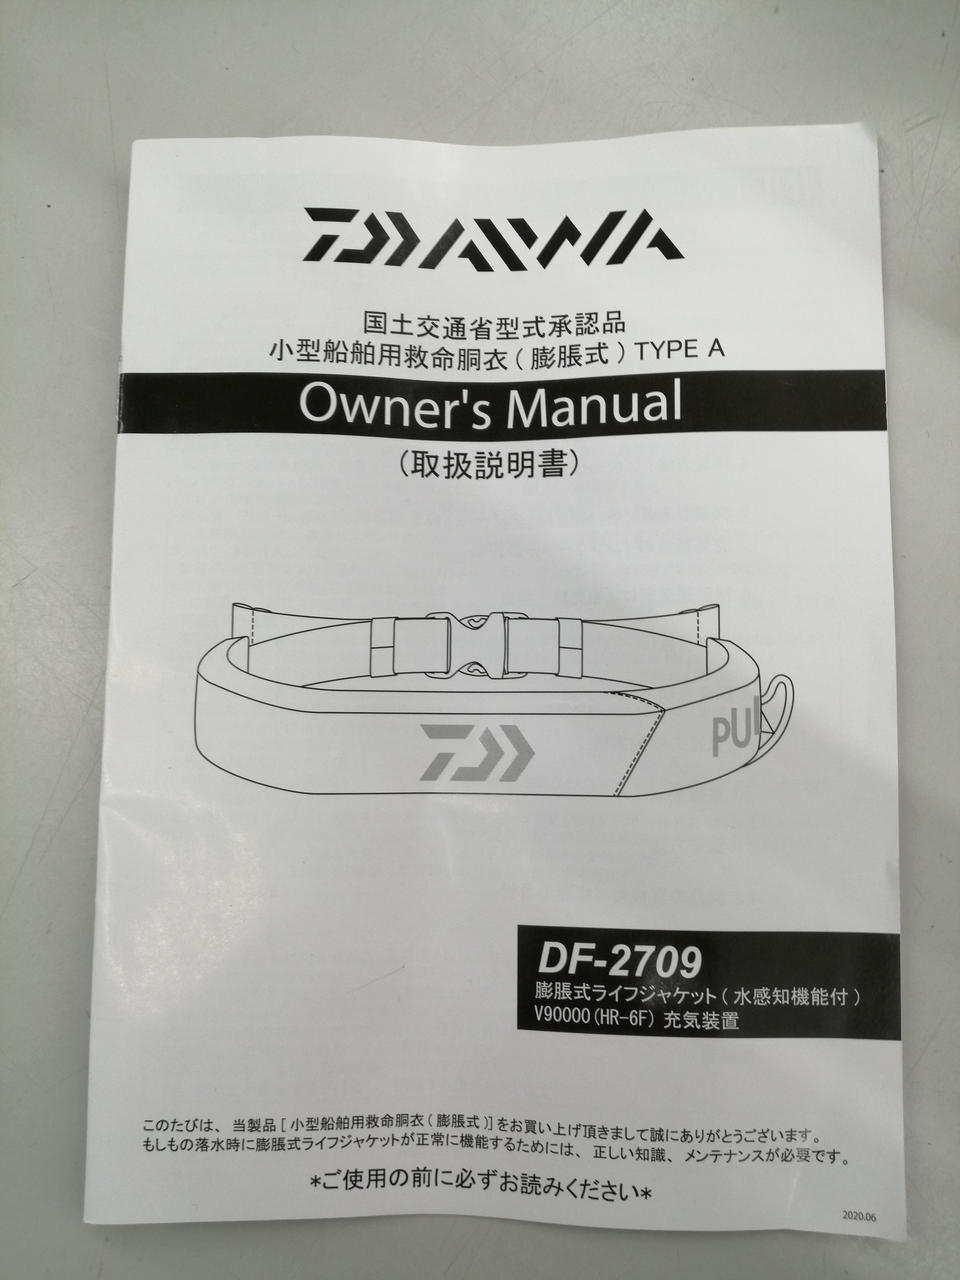 DAIWA
国土交通省型式承認品
小型船舶用救命胴衣(膨脹式)TYPE A
Owner's Manual
(取扱説明書)
PUl
DF-2709
膨脹式ライフジャケット(水感知機能付)
V90000(HR-6F) 充気装置
このたびは、当製品[小型船舶用救命胴衣(膨脹式)]をお買い上げ頂きまして誠にありがとうございます。
もしもの落水時に膨脹式ライフジャケットが正常に機能するためには、正しい知識、メンテナンスが必要です。
*ご使用の前に必ずお読みください*
2020.06